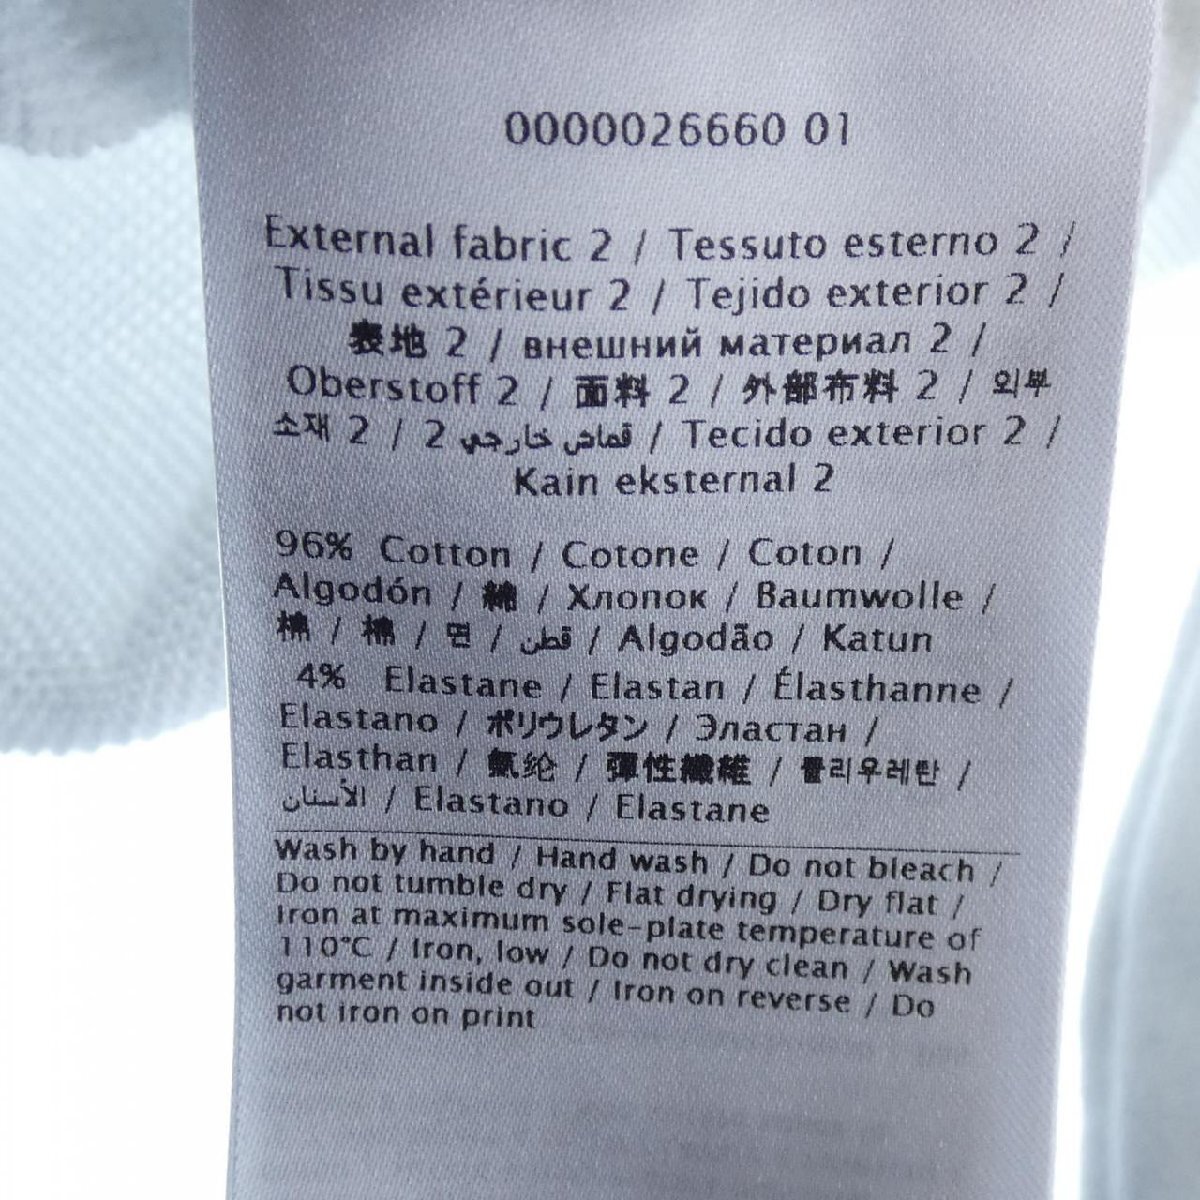 0000026660 01
External fabric 2 / Tessuto esterno 2 /
Tissu extérieur 2 / Tejido exterior 2 /
表地 2 / внешний материал 2 /
Oberstoff 2 / 面料 2 / 外部布料 2 / 외부
소재 2 / 2 قماش خارجي / Tecido exterior 2 /
Kain eksternal 2
96% Cotton / Cotone / Coton /
Algodón / 綿 / Хлопок / Baumwolle /
棉 / 棉 / 면 / قطن / Algodão / Katun
4% Elastane / Elastan / Élasthanne /
Elastano / ポリウレタン / Эластан /
Elasthan / 氨纶 / 彈性纖維 / 폴리우레탄 /
الأستان / Elastano / Elastane
Wash by hand / Hand wash / Do not bleach /
Do not tumble dry / Flat drying / Dry flat /
Iron at maximum sole-plate temperature of
110°C / Iron, low / Do not dry clean / Wash
garment inside out / Iron on reverse / Do
not iron on print